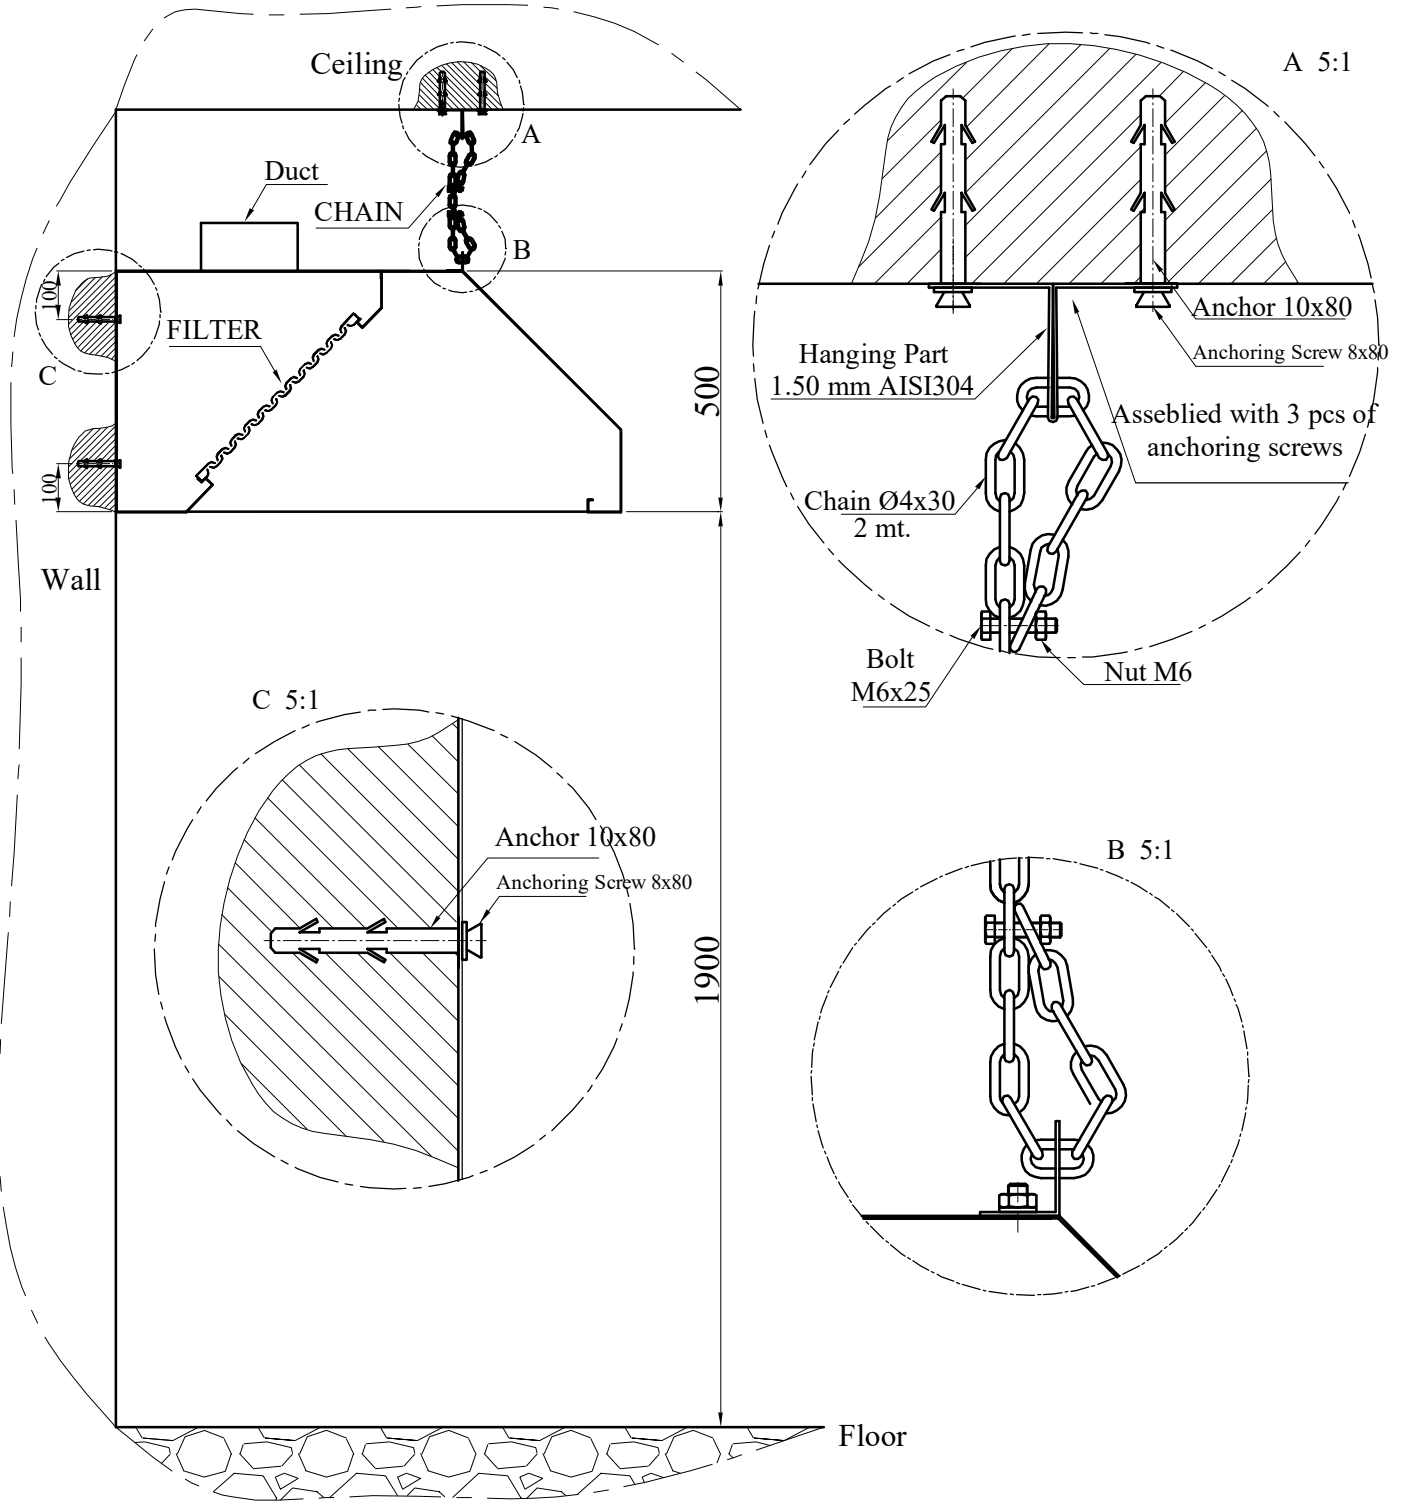 Ceiling
A
A 5:1
Duct
CHAIN
B
100
FILTER
C
500
100
Wall
Anchor 10x80
Anchoring Screw 8x80
Hanging Part
1.50 mm AISI304
Asseblied with 3 pcs of
anchoring screws
Chain Ø4x30
2 mt.
Bolt
M6x25
Nut M6
C 5:1
Anchor 10x80
Anchoring Screw 8x80
1900
B 5:1
Floor